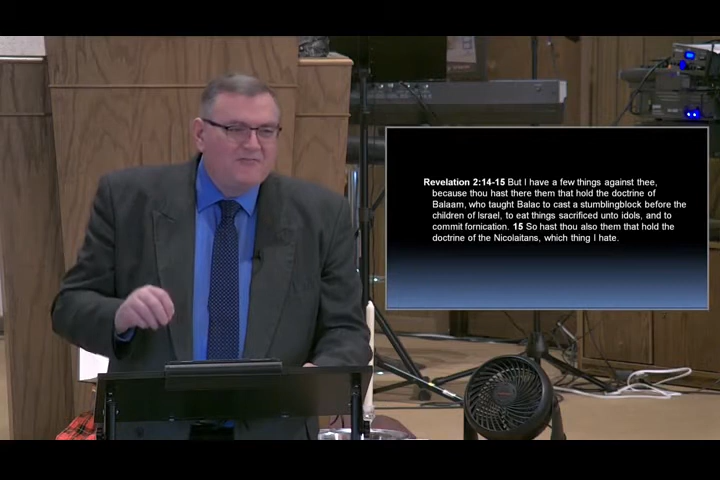 Revelation 2:14-15 But I have a few things against thee,
because thou hast there them that hold the doctrine of
Balaam, who taught Balac to cast a stumblingblock before the
children of Israel, to eat things sacrificed unto idols, and to
commit fornication. 15 So hast thou also them that hold the
doctrine of the Nicolaitans, which thing I hate.